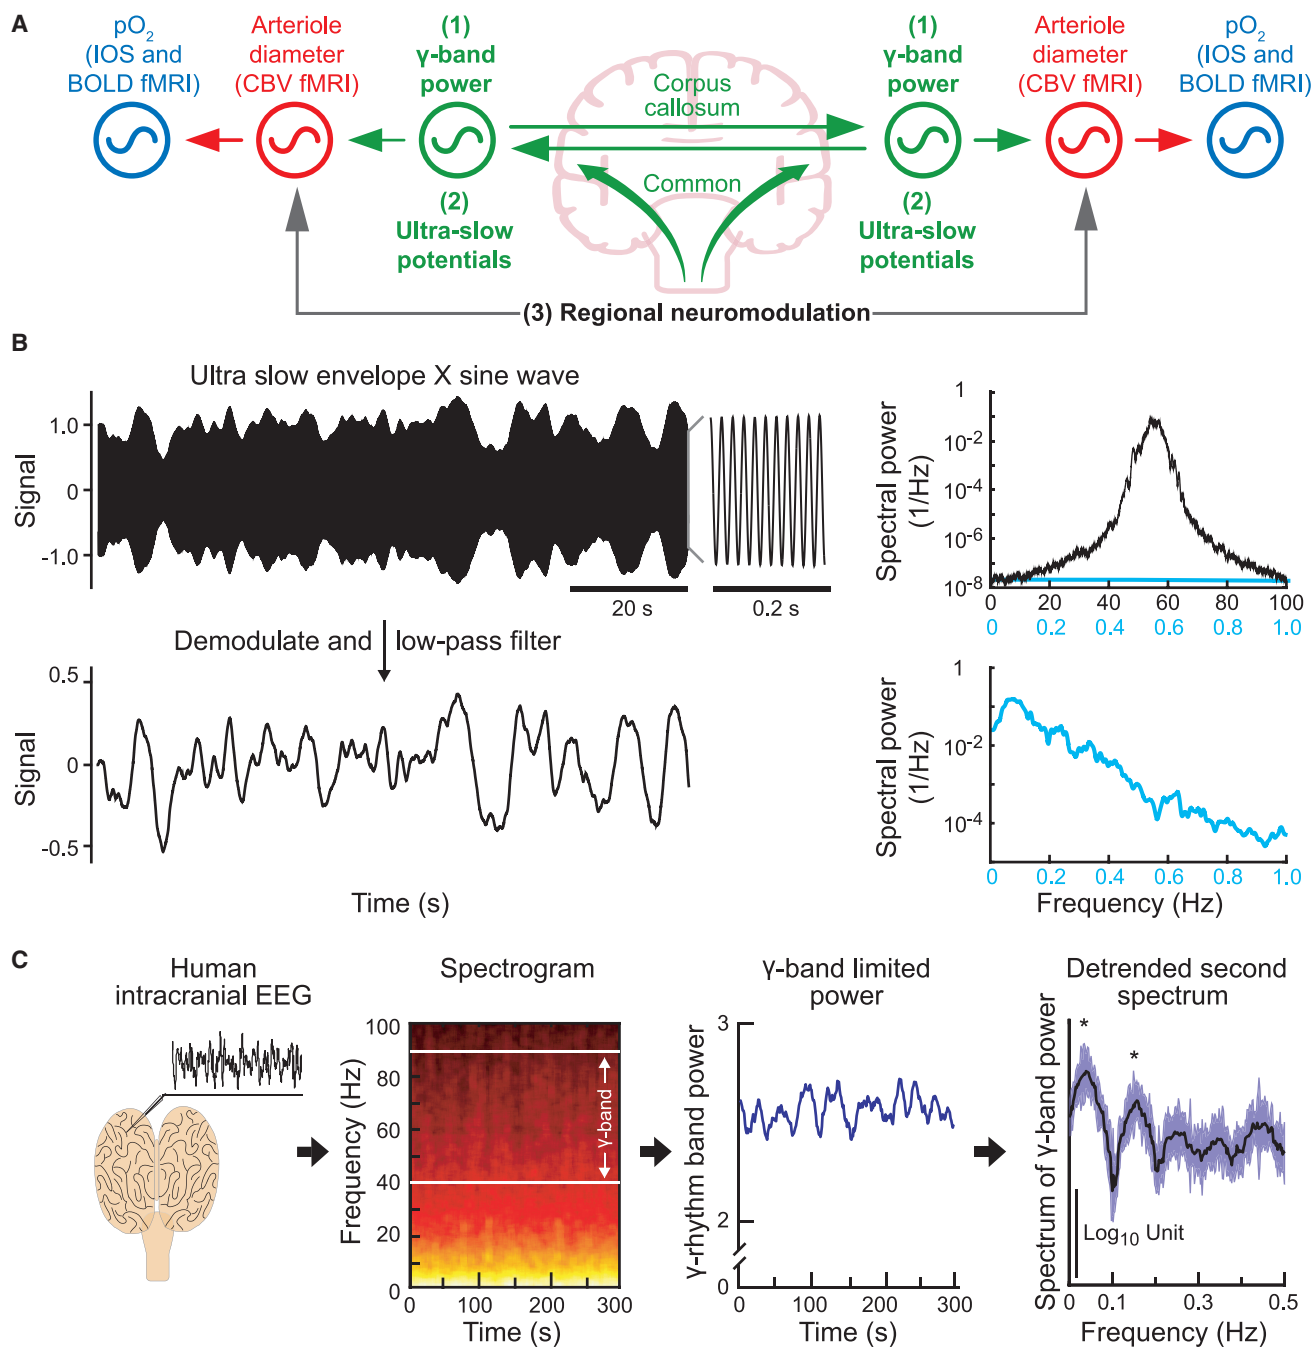 A
pO2
(IOS and
BOLD fMRI)
Arteriole
diameter
(CBV fMRI)
(1)
γ-band
power
(2)
Ultra-slow
potentials
Corpus
callosum
Common
(1)
γ-band
power
(2)
Ultra-slow
potentials
Arteriole
diameter
(CBV fMRI)
pO2
(IOS and
BOLD fMRI)
(3) Regional neuromodulation
B
Ultra slow envelope X sine wave
Signal
1.0
0
-1.0
20 s
0.2 s
Spectral power
(1/Hz)
1
10-2
10-4
10-6
10-8
0 20 40 60 80 100
0 0.2 0.4 0.6 0.8 1.0
Demodulate and low-pass filter
Signal
0.5
0
-0.5
Time (s)
Spectral power
(1/Hz)
1
10-2
10-4
0 0.2 0.4 0.6 0.8 1.0
Frequency (Hz)
C
Human
intracranial EEG
Spectrogram
Frequency (Hz)
100
80
60
40
20
0
γ-band
0 100 200 300
Time (s)
γ-band limited
power
γ-rhythm band power
3
2
0
0 100 200 300
Time (s)
Detrended second
spectrum
Spectrum of γ-band power
*
*
Log10 Unit
0 0.1 0.3 0.5
Frequency (Hz)